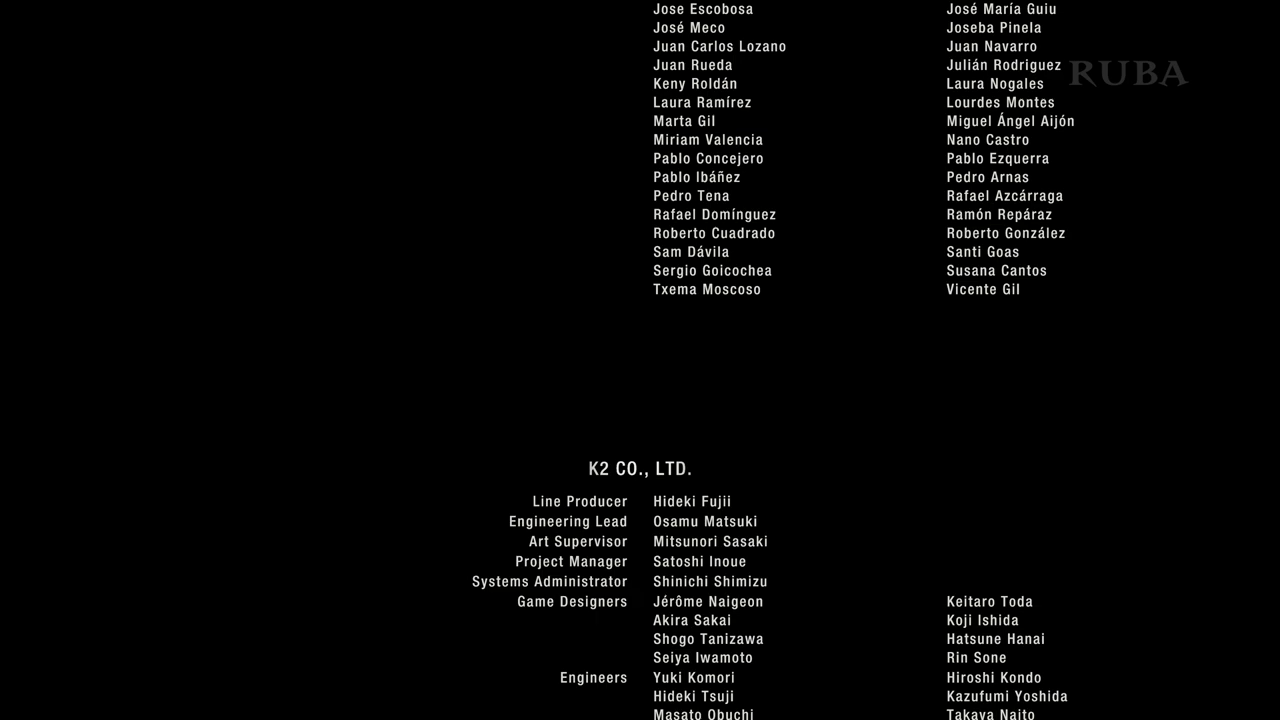 Jose Escobosa José María Guiu
José Meco Joseba Pinela
Juan Carlos Lozano Juan Navarro
Juan Rueda Julián Rodriguez
RUBA
Keny Roldán Laura Nogales
Laura Ramírez Lourdes Montes
Marta Gil Miguel Ángel Aijón
Miriam Valencia Nano Castro
Pablo Concejero Pablo Ezquerra
Pablo Ibáñez Pedro Arnas
Pedro Tena Rafael Azcárraga
Rafael Domínguez Ramón Repáraz
Roberto Cuadrado Roberto González
Sam Dávila Santi Goas
Sergio Goicochea Susana Cantos
Txema Moscoso Vicente Gil
K2 CO., LTD.
Line Producer Hideki Fujii
Engineering Lead Osamu Matsuki
Art Supervisor Mitsunori Sasaki
Project Manager Satoshi Inoue
Systems Administrator Shinichi Shimizu
Game Designers Jérôme Naigeon Keitaro Toda
Akira Sakai Koji Ishida
Shogo Tanizawa Hatsune Hanai
Seiya Iwamoto Rin Sone
Engineers Yuki Komori Hiroshi Kondo
Hideki Tsuji Kazufumi Yoshida
Masato Obuchi Takaya Naito